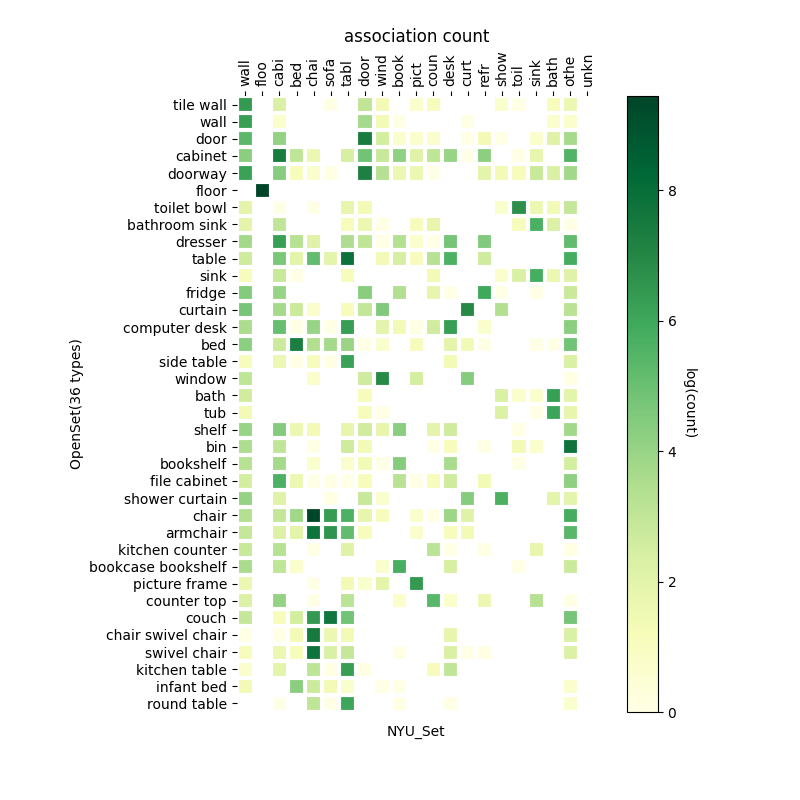 association count
wall floo cabi bed chai sofa tabl door wind book pict coun desk curt refr show toil sink bath othe unkn
tile wall
wall
door
cabinet
doorway
floor
toilet bowl
bathroom sink
dresser
table
sink
fridge
curtain
computer desk
bed
side table
window
bath
tub
shelf
bin
bookshelf
file cabinet
shower curtain
chair
armchair
kitchen counter
bookcase bookshelf
picture frame
counter top
couch
chair swivel chair
swivel chair
kitchen table
infant bed
round table
OpenSet(36 types)
NYU_Set
8
6
4
2
0
log(count)